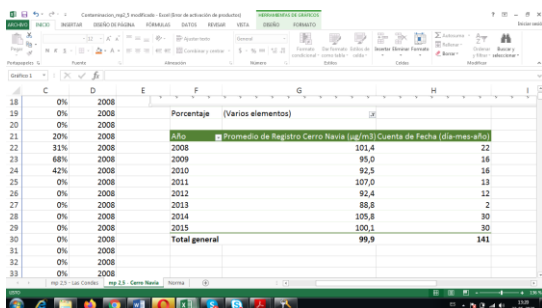 Contaminacion_mp2_5 modificado - Excel (Error de activación de productos)
HERRAMIENTAS DE GRÁFICOS
ARCHIVO INICIO INSERTAR DISEÑO DE PÁGINA FÓRMULAS DATOS REVISAR VISTA DISEÑO FORMATO
Gráfico 1
C D E F G H I
18 0% 2008
19 0% 2008 Porcentaje (Varios elementos)
20 0% 2008
21 20% 2008 Año Promedio de Registro Cerro Navia (µg/m3) Cuenta de Fecha (día-mes-año)
22 31% 2008 2008 101,4 2
23 68% 2008 2009 95,0 16
24 42% 2008 2010 92,5 16
25 0% 2008 2011 107,0 13
26 0% 2008 2012 92,4 12
27 0% 2008 2013 88,8 22
28 0% 2008 2014 105,8 30
29 0% 2008 2015 100,1 30
30 0% 2008 Total general 99,9 141
31 0% 2008
32 0% 2008
33 0% 2008
mp 2,5 - Las Condes mp 2,5 - Cerro Navia Norma